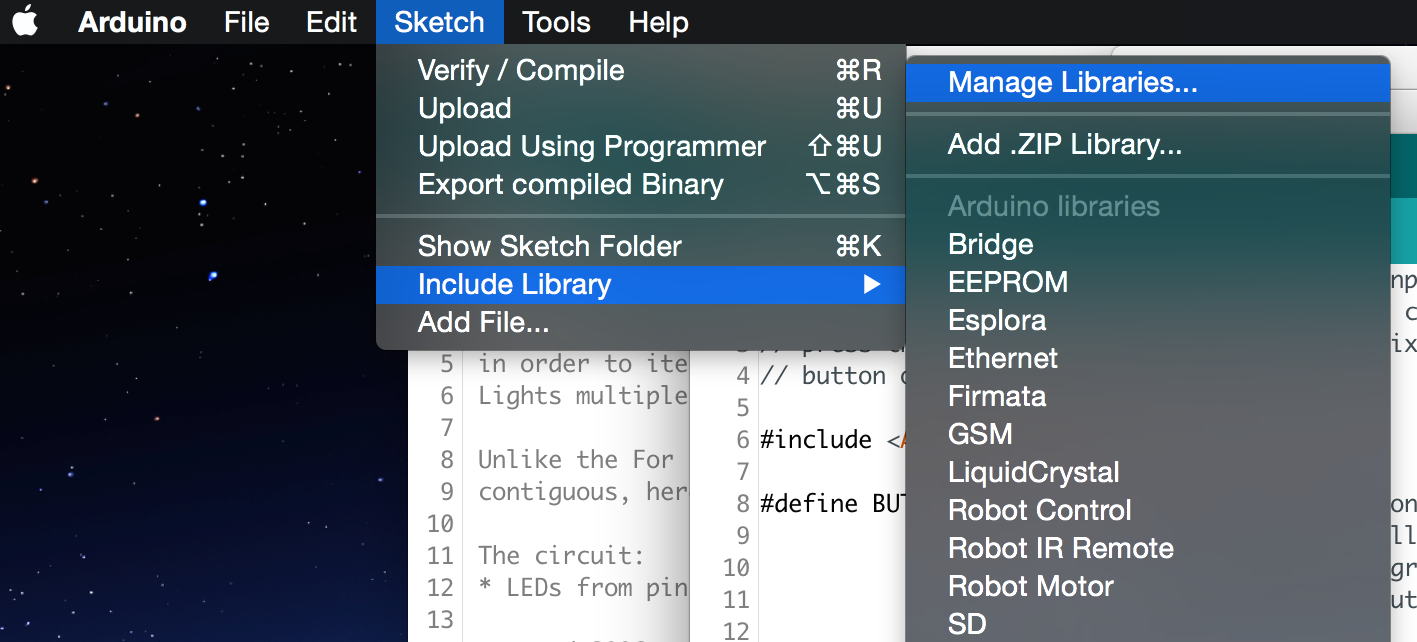 Arduino File Edit Sketch Tools Help
Verify / Compile ⌘R
Upload ⌘U
Upload Using Programmer ⇧⌘U
Export compiled Binary ⌥⌘S
Show Sketch Folder ⌘K
Include Library ▶
Add File...
Manage Libraries...
Add .ZIP Library...
Arduino libraries
Bridge
EEPROM
Esplora
Ethernet
Firmata
GSM
LiquidCrystal
Robot Control
Robot IR Remote
Robot Motor
SD
5 in order to ite
6 Lights multiple
7
8 Unlike the For
9 contiguous, her
10
11 The circuit:
12 * LEDs from pin
13
4 // button
5
6 #include <
7
8 #define BUT
9
10
11
12